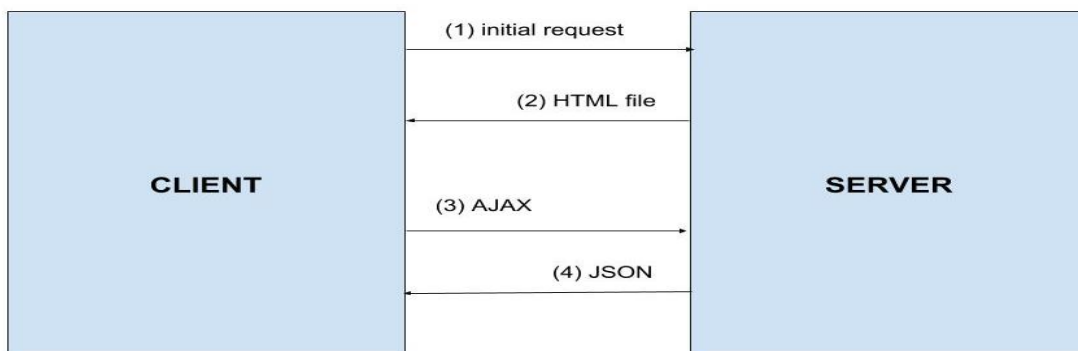 (1) initial request
(2) HTML file
CLIENT
SERVER
(3) AJAX
(4) JSON